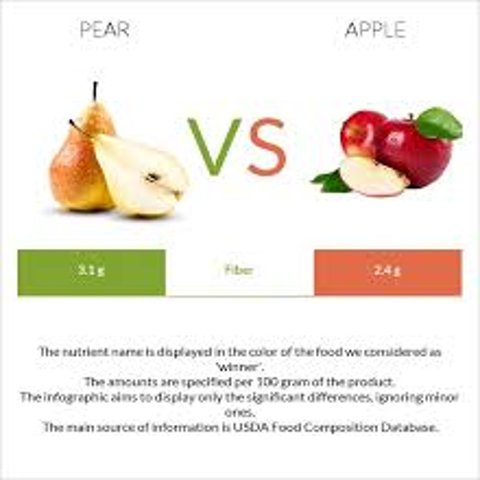 PEAR APPLE
VS
3.1 g Fiber 2.4 g
The nutrient name is displayed in the color of the food we considered as
'winner'.
The amounts are specified per 100 gram of the product.
The infographic aims to display only the significant differences, ignoring minor
ones.
The main source of information is USDA Food Composition Database.